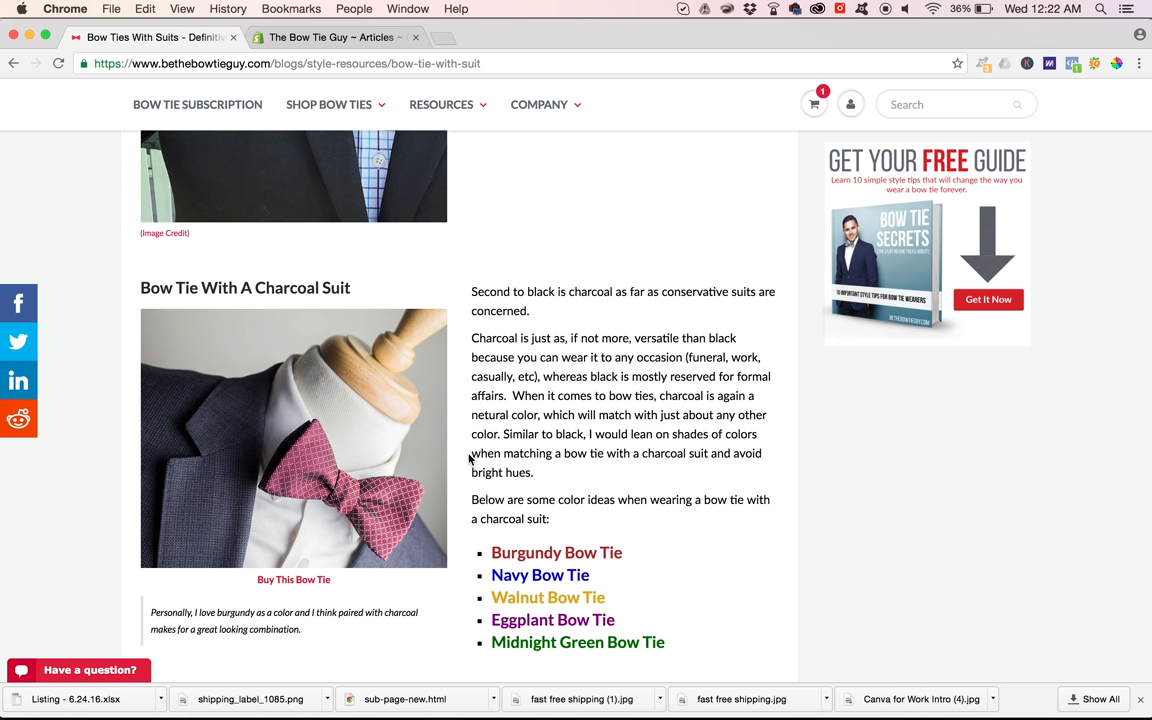 Chrome File Edit View History Bookmarks People Window Help 36% Wed 12:22 AM
Bow Ties With Suits - Definitiv
The Bow Tie Guy ~ Articles ~
https://www.bethebowtieguy.com/blogs/style-resources/bow-tie-with-suit
BOW TIE SUBSCRIPTION SHOP BOW TIES RESOURCES COMPANY 1 Search
(Image Credit)
Bow Tie With A Charcoal Suit
Buy This Bow Tie
Personally, I love burgundy as a color and I think paired with charcoal
makes for a great looking combination.
Second to black is charcoal as far as conservative suits are
concerned.
Charcoal is just as, if not more, versatile than black
because you can wear it to any occasion (funeral, work,
casually, etc), whereas black is mostly reserved for formal
affairs. When it comes to bow ties, charcoal is again a
netural color, which will match with just about any other
color. Similar to black, I would lean on shades of colors
when matching a bow tie with a charcoal suit and avoid
bright hues.
Below are some color ideas when wearing a bow tie with
a charcoal suit:
Burgundy Bow Tie
Navy Bow Tie
Walnut Bow Tie
Eggplant Bow Tie
Midnight Green Bow Tie
GET YOUR FREE GUIDE
Learn 10 simple style tips that will change the way you
wear a bow tie forever.
BOW TIE
SECRETS
10 IMPORTANT STYLE TIPS FOR BOW TIE WEARERS
BETHEBOWTIEGUY.COM
Get It Now
Have a question?
Listing - 6.24.16.xlsx
shipping_label_1085.png
sub-page-new.html
fast free shipping (1).jpg
fast free shipping.jpg
Canva for Work Intro (4).jpg
Show All